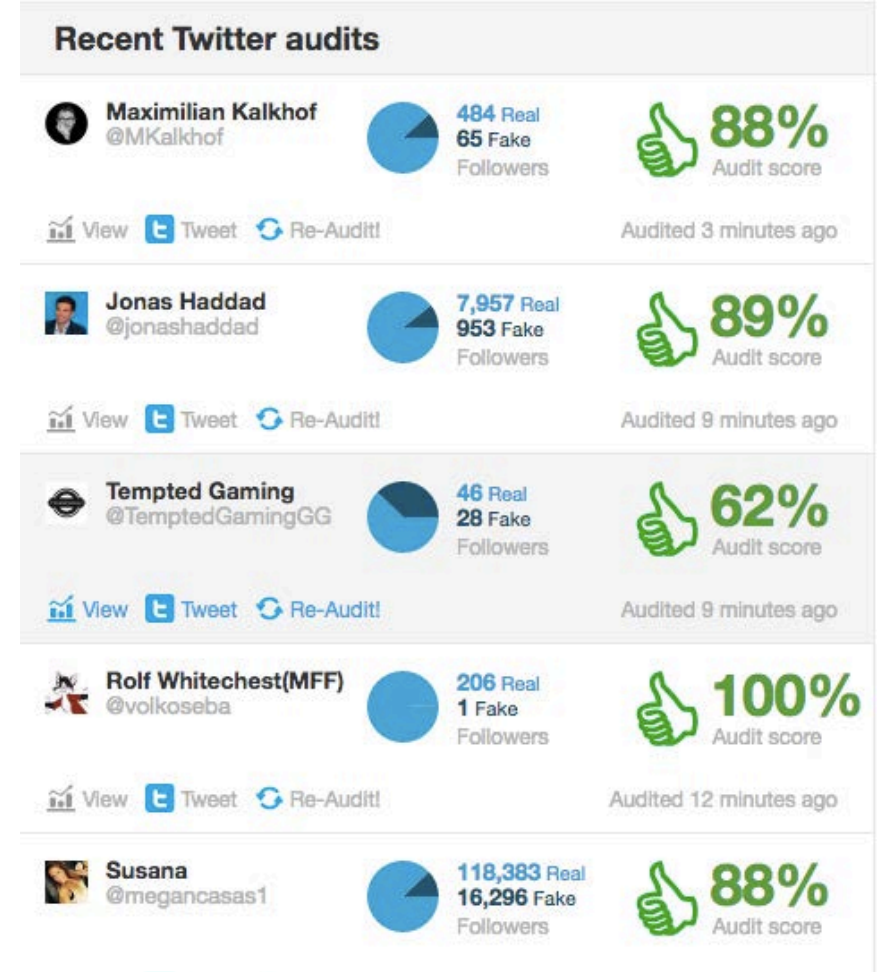 Recent Twitter audits
Maximilian Kalkhof
@MKalkhof
484 Real
65 Fake
Followers
88%
Audit score
View Tweet Re-Audit!
Audited 3 minutes ago
Jonas Haddad
@jonashaddad
7,957 Real
953 Fake
Followers
89%
Audit score
View Tweet Re-Audit!
Audited 9 minutes ago
Tempted Gaming
@TemptedGamingGG
46 Real
28 Fake
Followers
62%
Audit score
View Tweet Re-Audit!
Audited 9 minutes ago
Rolf Whitechest(MFF)
@volkoseba
206 Real
1 Fake
Followers
100%
Audit score
View Tweet Re-Audit!
Audited 12 minutes ago
Susana
@megancasas1
118,383 Real
16,296 Fake
Followers
88%
Audit score